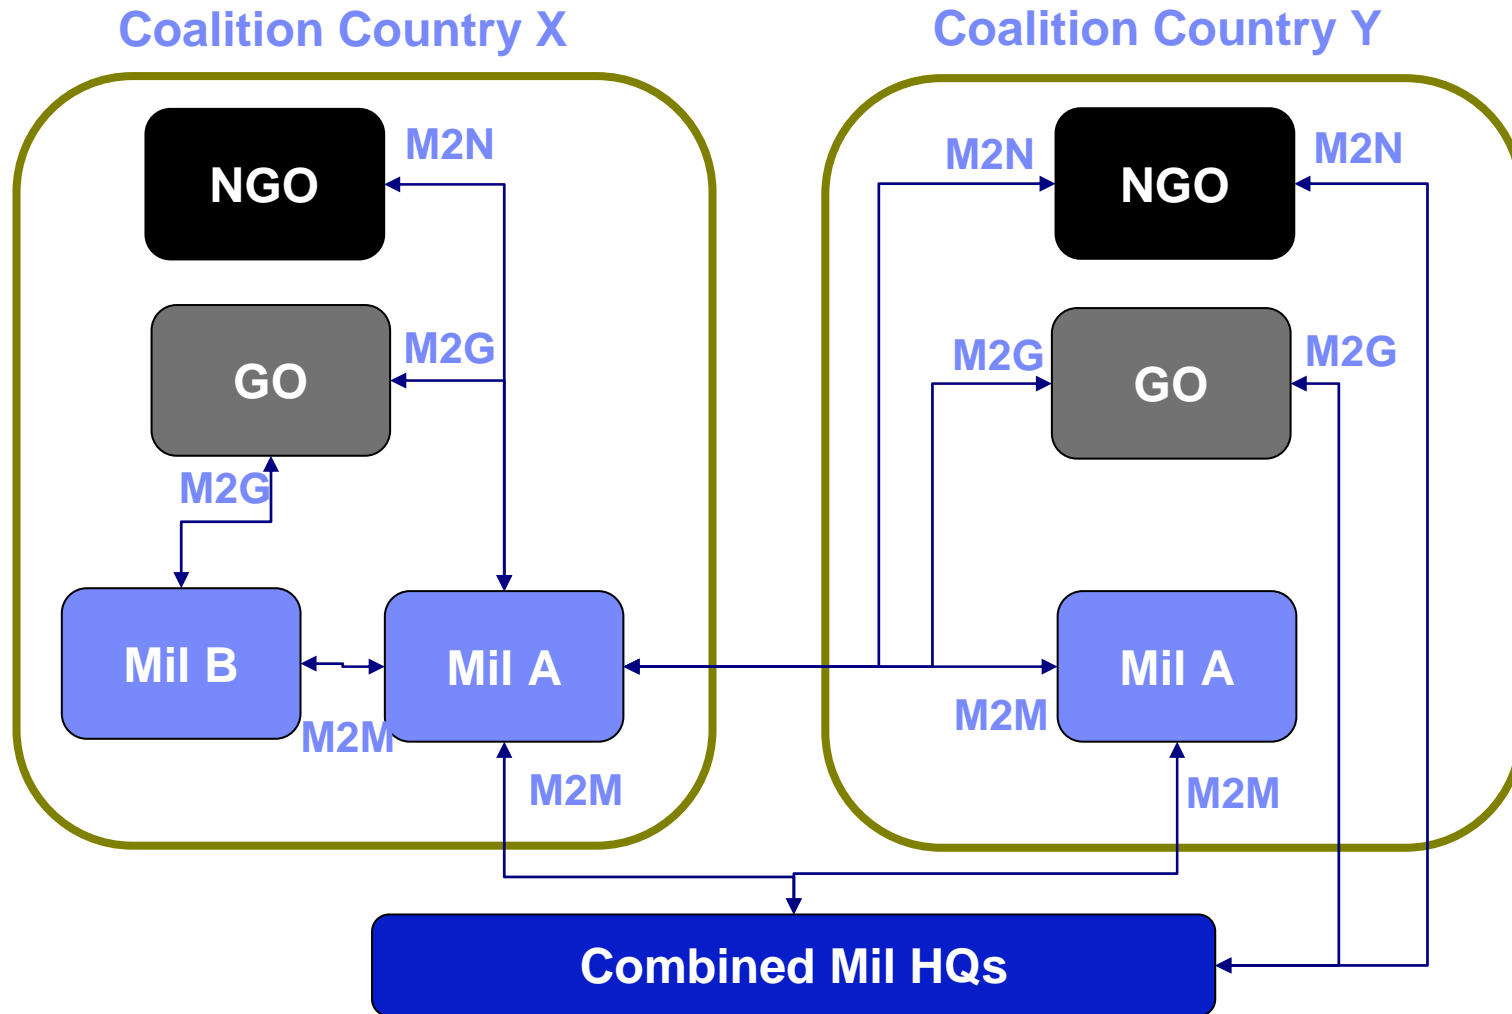 Coalition Country X
Coalition Country Y
NGO
M2N
M2N
NGO
M2N
GO
M2G
M2G
GO
M2G
M2G
Mil B
Mil A
Mil A
M2M
M2M
M2M
M2M
Combined Mil HQs